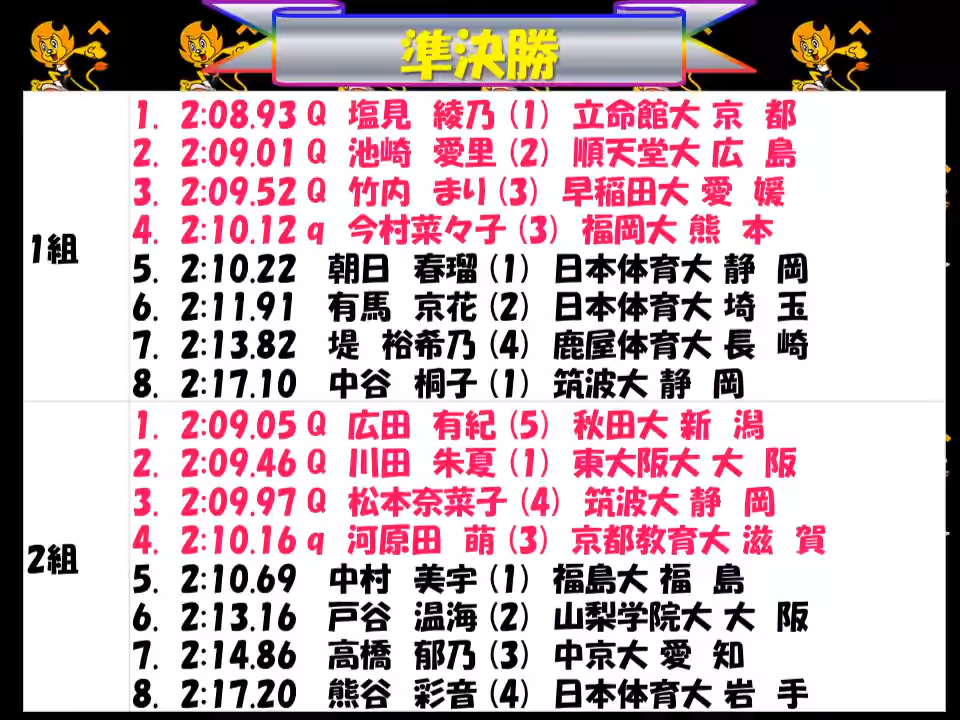 準決勝
1組
1. 2:08.93 Q 塩見 綾乃 (1) 立命館大 京 都
2. 2:09.01 Q 池崎 愛里 (2) 順天堂大 広 島
3. 2:09.52 Q 竹内 まり (3) 早稲田大 愛 媛
4. 2:10.12 q 今村菜々子 (3) 福岡大 熊 本
5. 2:10.22 朝日 春瑠 (1) 日本体育大 静 岡
6. 2:11.91 有馬 京花 (2) 日本体育大 埼 玉
7. 2:13.82 堤 裕希乃 (4) 鹿屋体育大 長 崎
8. 2:17.10 中谷 桐子 (1) 筑波大 静 岡
2組
1. 2:09.05 Q 広田 有紀 (5) 秋田大 新 潟
2. 2:09.46 Q 川田 朱夏 (1) 東大阪大 大 阪
3. 2:09.97 Q 松本奈菜子 (4) 筑波大 静 岡
4. 2:10.16 q 河原田 萌 (3) 京都教育大 滋 賀
5. 2:10.69 中村 美宇 (1) 福島大 福 島
6. 2:13.16 戸谷 温海 (2) 山梨学院大 大 阪
7. 2:14.86 高橋 郁乃 (3) 中京大 愛 知
8. 2:17.20 熊谷 彩音 (4) 日本体育大 岩 手